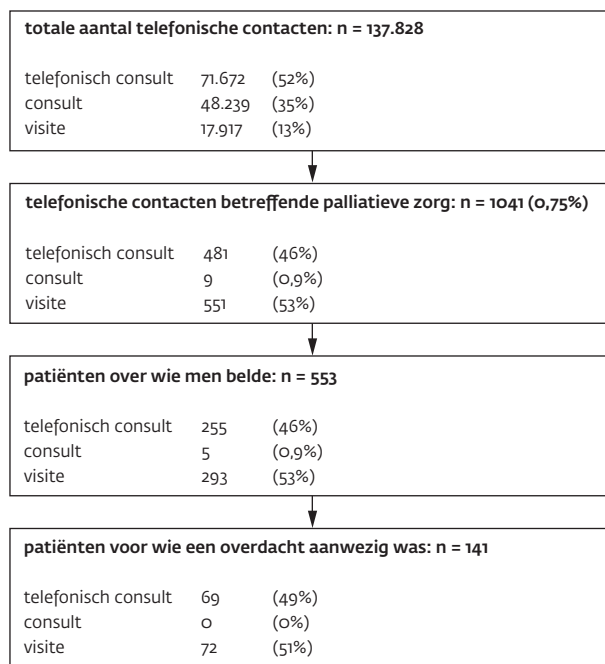 totale aantal telefonische contacten: n = 137.828
telefonisch consult 71.672 (52%)
consult 48.239 (35%)
visite 17.917 (13%)
telefonische contacten betreffende palliatieve zorg: n = 1041 (0,75%)
telefonisch consult 481 (46%)
consult 9 (0,9%)
visite 551 (53%)
patiënten over wie men belde: n = 553
telefonisch consult 255 (46%)
consult 5 (0,9%)
visite 293 (53%)
patiënten voor wie een overdacht aanwezig was: n = 141
telefonisch consult 69 (49%)
consult 0 (0%)
visite 72 (51%)